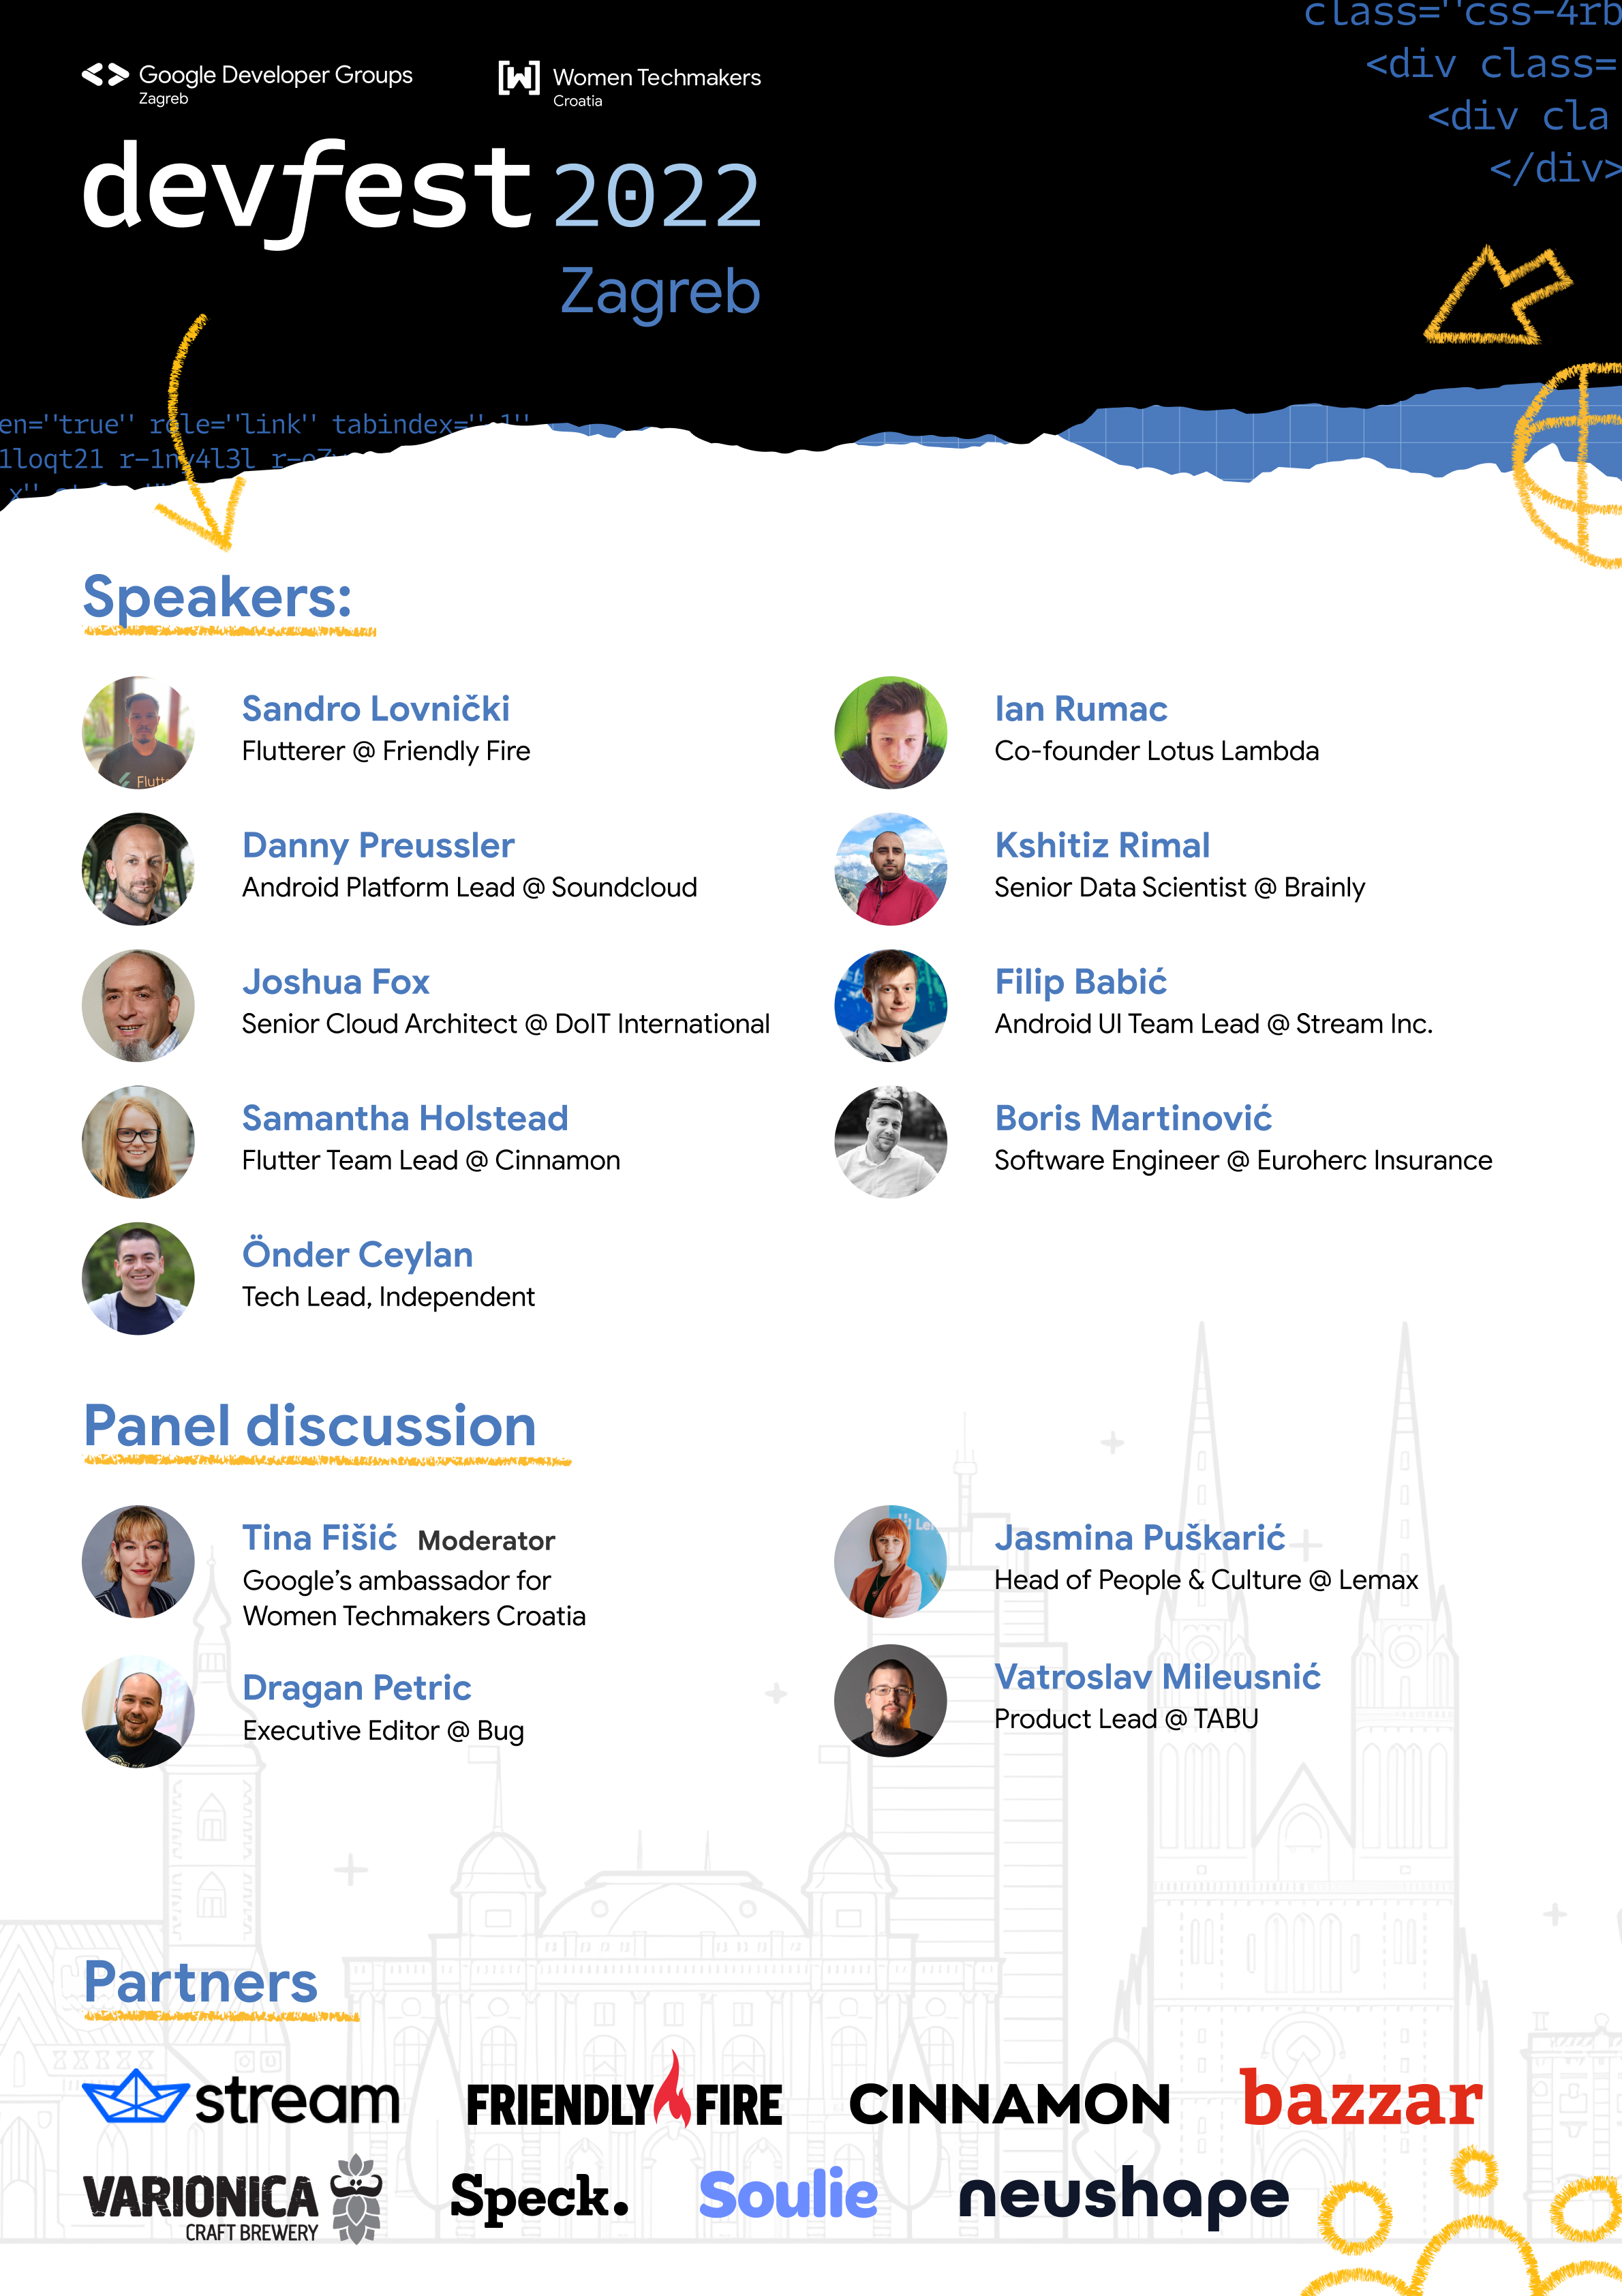 class="css-4rb
<div class=
<div cla
</div>
Google Developer Groups
Zagreb
Women Techmakers
Croatia
devfest 2022
Zagreb
en="true" role="link" tabindex="-1"
1loqt21 r-1ny4l3l
Speakers:
Sandro Lovnički
Flutterer @ Friendly Fire
Danny Preussler
Android Platform Lead @ Soundcloud
Joshua Fox
Senior Cloud Architect @ DoIT International
Samantha Holstead
Flutter Team Lead @ Cinnamon
Önder Ceylan
Tech Lead, Independent
Ian Rumac
Co-founder Lotus Lambda
Kshitiz Rimal
Senior Data Scientist @ Brainly
Filip Babić
Android UI Team Lead @ Stream Inc.
Boris Martinović
Software Engineer @ Euroherc Insurance
Panel discussion
Tina Fišić Moderator
Google's ambassador for
Women Techmakers Croatia
Dragan Petric
Executive Editor @ Bug
Jasmina Puškarić
Head of People & Culture @ Lemax
Vatroslav Mileusnić
Product Lead @ TABU
Partners
stream
FRIENDLY FIRE
CINNAMON
bazzar
VARIONICA
CRAFT BREWERY
Speck.
Soulie
neushape